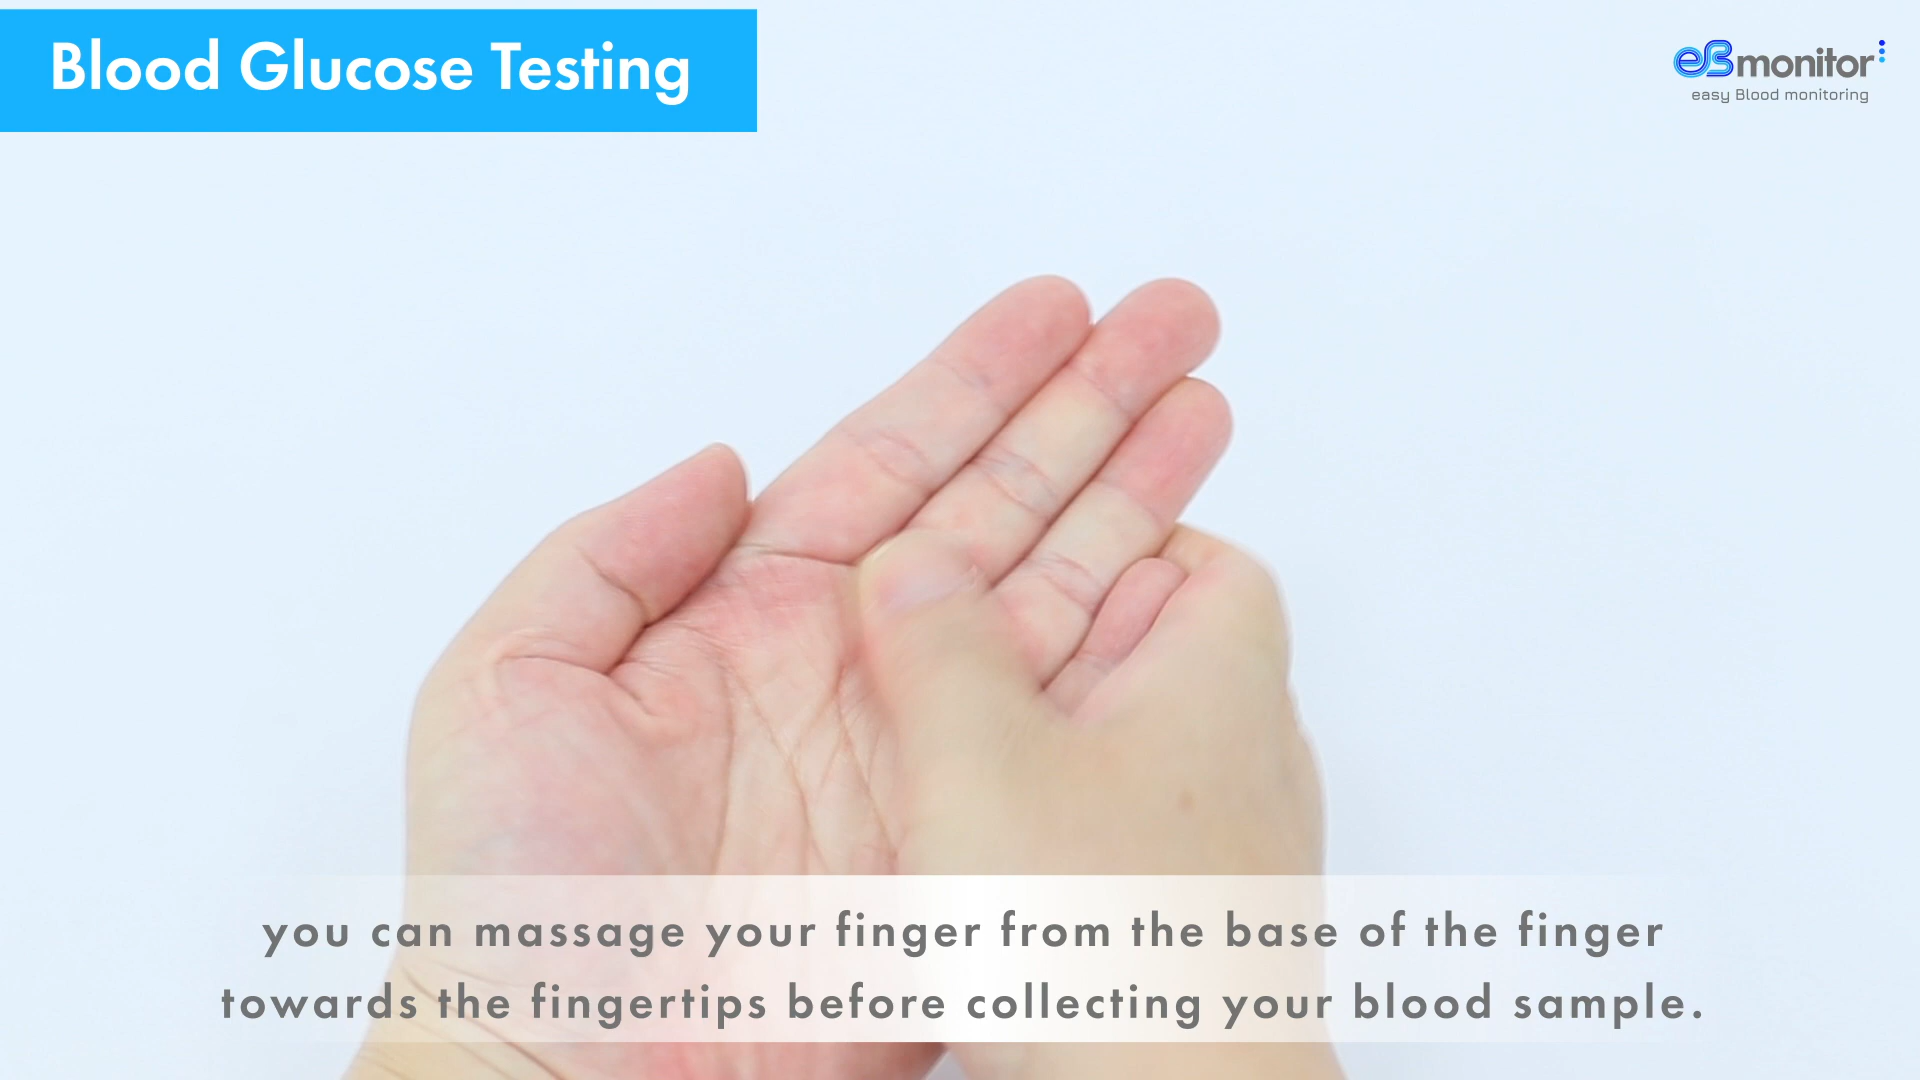 Blood Glucose Testing
eBmonitor
easy Blood monitoring
you can massage your finger from the base of the finger
towards the fingertips before collecting your blood sample.